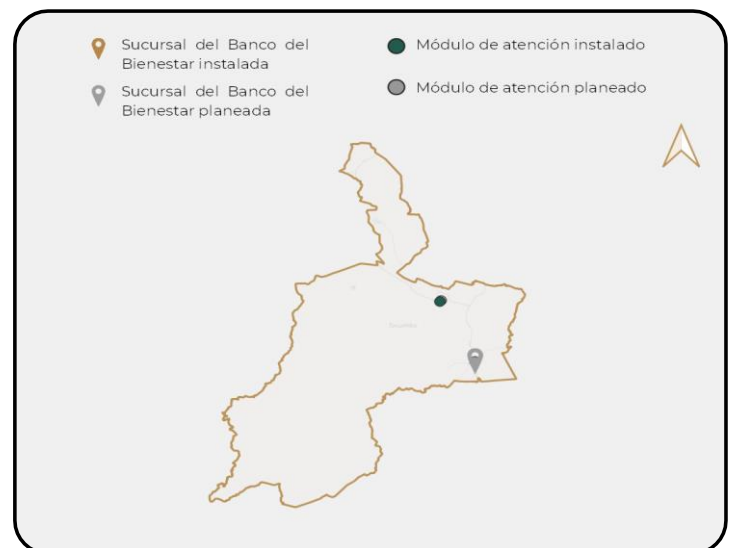 Sucursal del Banco del
Bienestar instalada
Sucursal del Banco del
Bienestar planeada
Módulo de atención instalado
Módulo de atención planeado